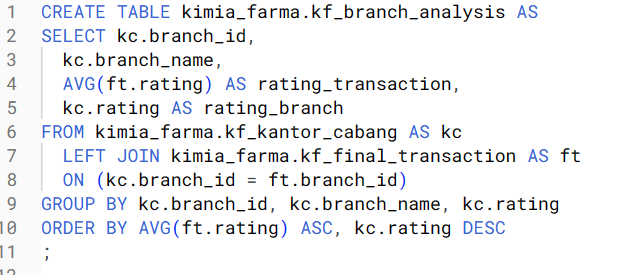 1 CREATE TABLE kimia_farma.kf_branch_analysis AS
2 SELECT kc.branch_id,
3 kc.branch_name,
4 AVG(ft.rating) AS rating_transaction,
5 kc.rating AS rating_branch
6 FROM kimia_farma.kf_kantor_cabang AS kc
7 LEFT JOIN kimia_farma.kf_final_transaction AS ft
8 ON (kc.branch_id = ft.branch_id)
9 GROUP BY kc.branch_id, kc.branch_name, kc.rating
10 ORDER BY AVG(ft.rating) ASC, kc.rating DESC
11 ;